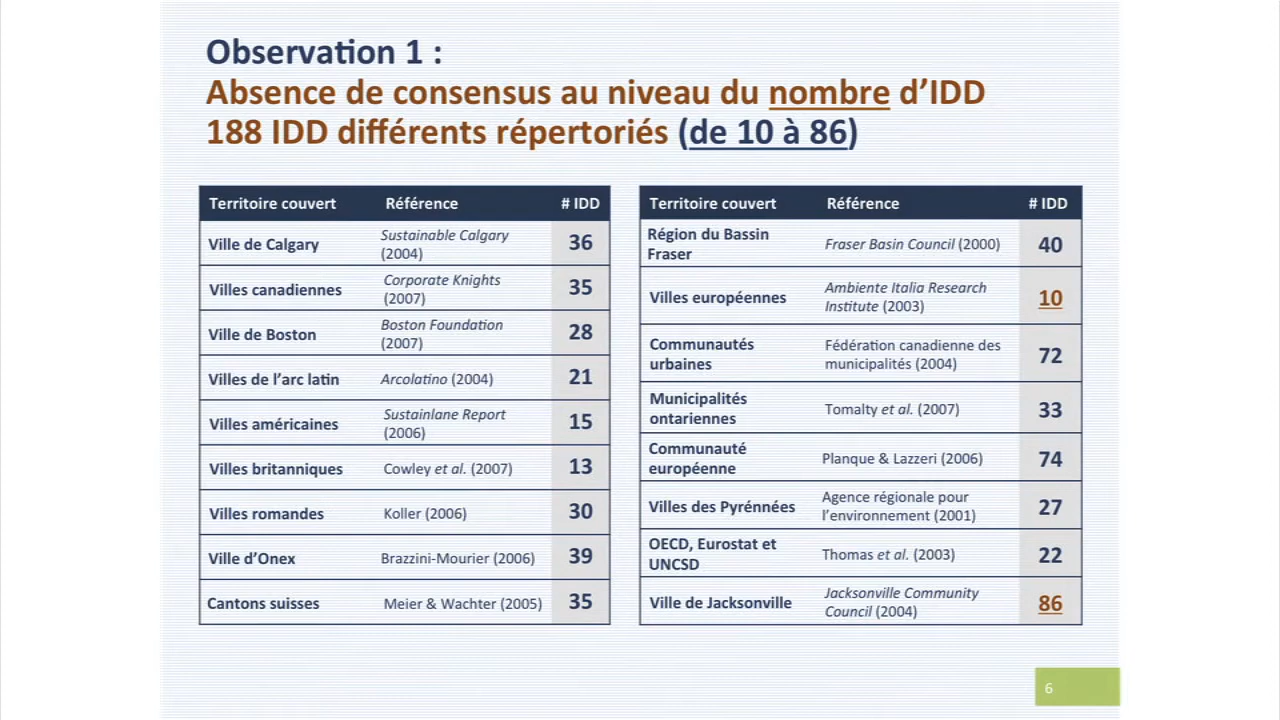 Observation 1 :
Absence de consensus au niveau du nombre d’IDD
188 IDD différents répertoriés (de 10 à 86)
Territoire couvert Référence # IDD
Ville de Calgary Sustainable Calgary (2004) 36
Villes canadiennes Corporate Knights (2007) 35
Ville de Boston Boston Foundation (2007) 28
Villes de l’arc latin Arcolatino (2004) 21
Villes américaines Sustainlane Report (2006) 15
Villes britanniques Cowley et al. (2007) 13
Villes romandes Koller (2006) 30
Ville d’Onex Brazzini-Mourier (2006) 39
Cantons suisses Meier & Wachter (2005) 35
Territoire couvert Référence # IDD
Région du Bassin Fraser Fraser Basin Council (2000) 40
Villes européennes Ambiente Italia Research Institute (2003) 10
Communautés urbaines Fédération canadienne des municipalités (2004) 72
Municipalités ontariennes Tomalty et al. (2007) 33
Communauté européenne Planque & Lazzeri (2006) 74
Villes des Pyrénnées Agence régionale pour l’environnement (2001) 27
OECD, Eurostat et UNCSD Thomas et al. (2003) 22
Ville de Jacksonville Jacksonville Community Council (2004) 86
6